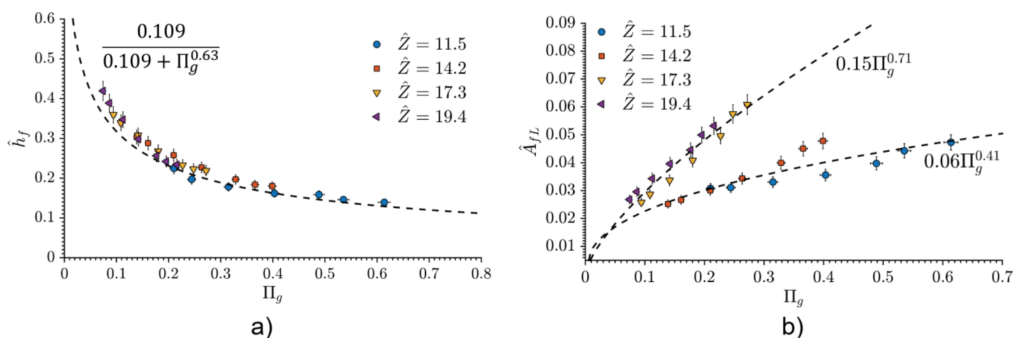 0.6
0.5
0.4
0.3
0.2
0.1
0
0 0.1 0.2 0.3 0.4 0.5 0.6 0.7 0.8
ĥ_f
Π_g
0.109
0.109 + Π_g^0.63
Ẑ = 11.5
Ẑ = 14.2
Ẑ = 17.3
Ẑ = 19.4
a)
0.09
0.08
0.07
0.06
0.05
0.04
0.03
0.02
0.01
0 0.1 0.2 0.3 0.4 0.5 0.6 0.7
Â_fL
Π_g
Ẑ = 11.5
Ẑ = 14.2
Ẑ = 17.3
Ẑ = 19.4
0.15Π_g^0.71
0.06Π_g^0.41
b)